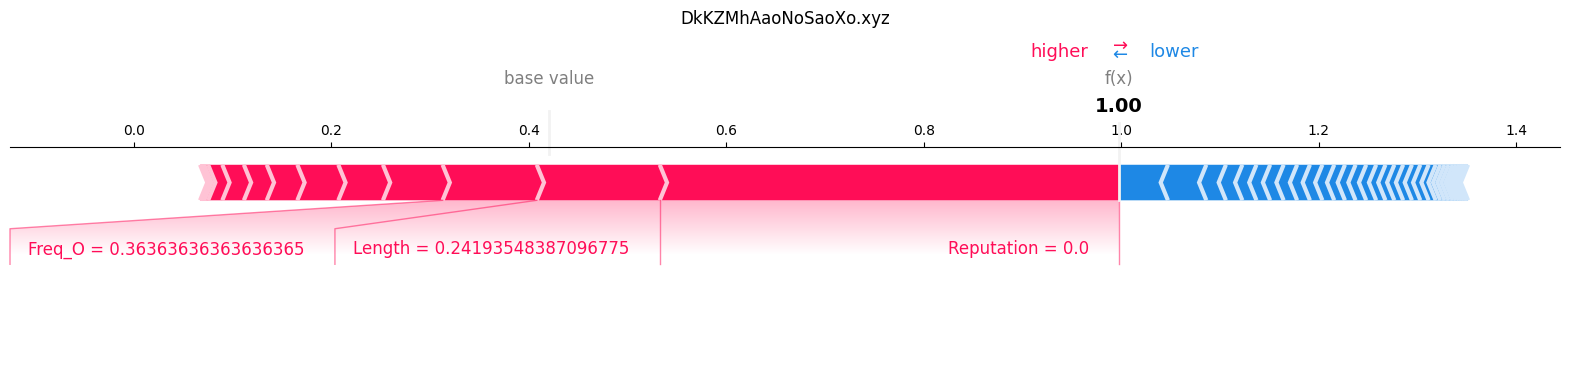 DkKZMhAaoNoSaoXo.xyz
higher ⇄ lower
base value
f(x)
1.00
0.0 0.2 0.4 0.6 0.8 1.0 1.2 1.4
Freq_O = 0.36363636363636365 Length = 0.24193548387096775 Reputation = 0.0